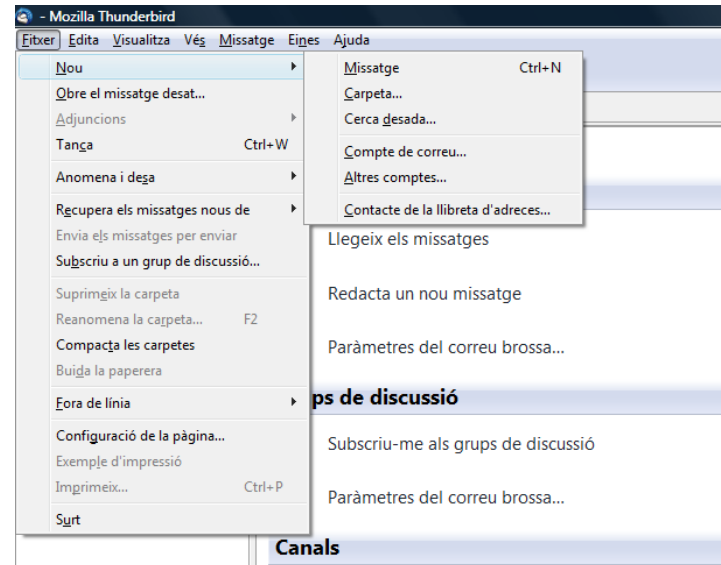 - Mozilla Thunderbird
Fitxer Edita Visualitza Vés Missatge Eines Ajuda
Nou
Obre el missatge desat...
Adjuncions
Tanca Ctrl+W
Anomena i desa
Recupera els missatges nous de
Envia els missatges per enviar
Subscriu a un grup de discussió...
Suprimeix la carpeta
Reanomena la carpeta... F2
Compacta les carpetes
Buida la paperera
Fora de línia
Configuració de la pàgina...
Exemple d'impressió
Imprimeix... Ctrl+P
Surt
Missatge Ctrl+N
Carpeta...
Cerca desada...
Compte de correu...
Altres comptes...
Contacte de la llibreta d'adreces...
Llegeix els missatges
Redacta un nou missatge
Paràmetres del correu brossa...
ps de discussió
Subscriu-me als grups de discussió
Paràmetres del correu brossa...
Canals